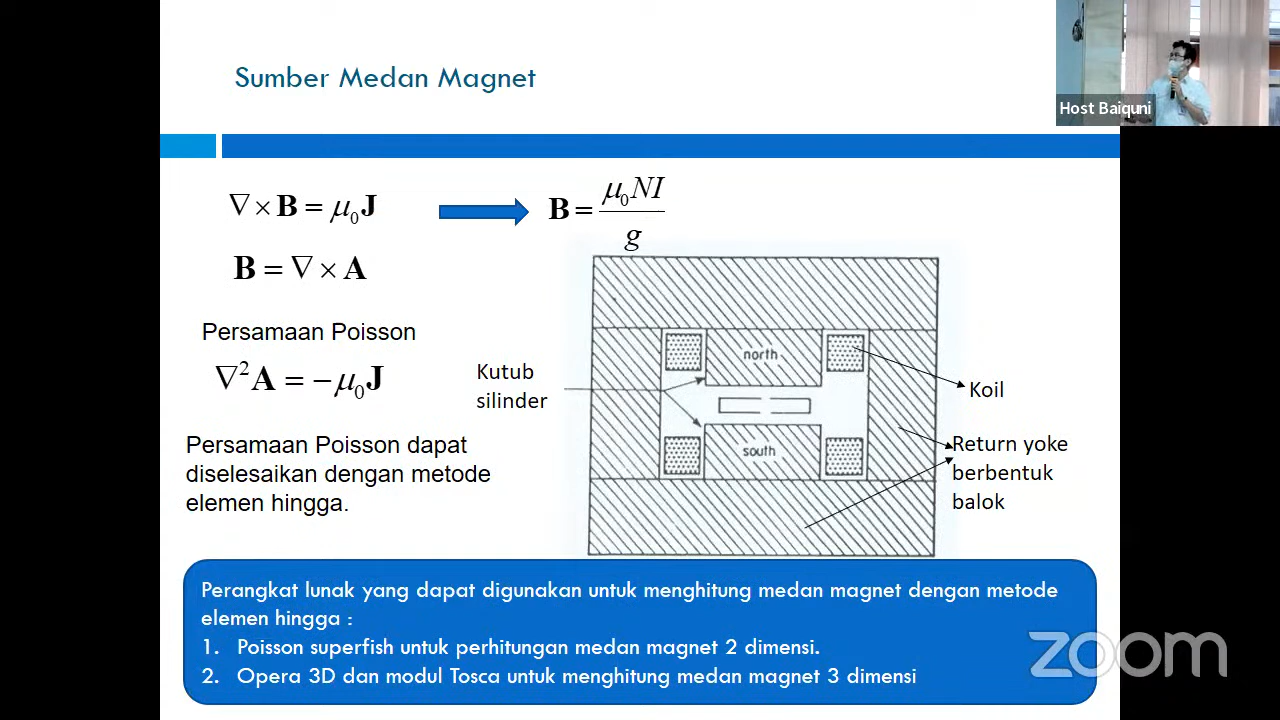 Sumber Medan Magnet
Host Baiquni
∇ × B = μ₀J
B = μ₀NI / g
B = ∇ × A
Persamaan Poisson
∇²A = −μ₀J
Persamaan Poisson dapat
diselesaikan dengan metode
elemen hingga.
Kutub
silinder
north
south
Koil
Return yoke
berbentuk
balok
Perangkat lunak yang dapat digunakan untuk menghitung medan magnet dengan metode
elemen hingga :
1. Poisson superfish untuk perhitungan medan magnet 2 dimensi.
2. Opera 3D dan modul Tosca untuk menghitung medan magnet 3 dimensi
zoom